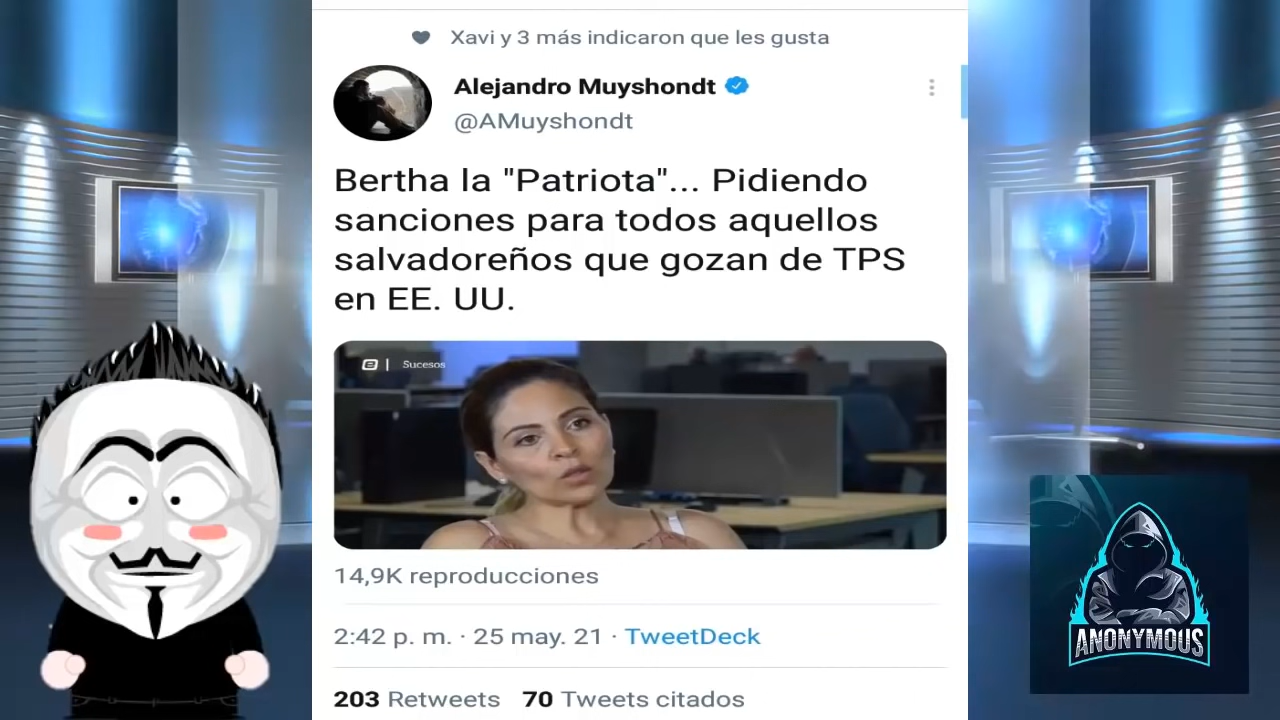 Xavi y 3 más indicaron que les gusta
Alejandro Muyshondt
@AMuyshondt
Bertha la "Patriota"... Pidiendo
sanciones para todos aquellos
salvadoreños que gozan de TPS
en EE. UU.
Sucesos
14,9K reproducciones
2:42 p. m. · 25 may. 21 · TweetDeck
203 Retweets 70 Tweets citados
ANONYMOUS